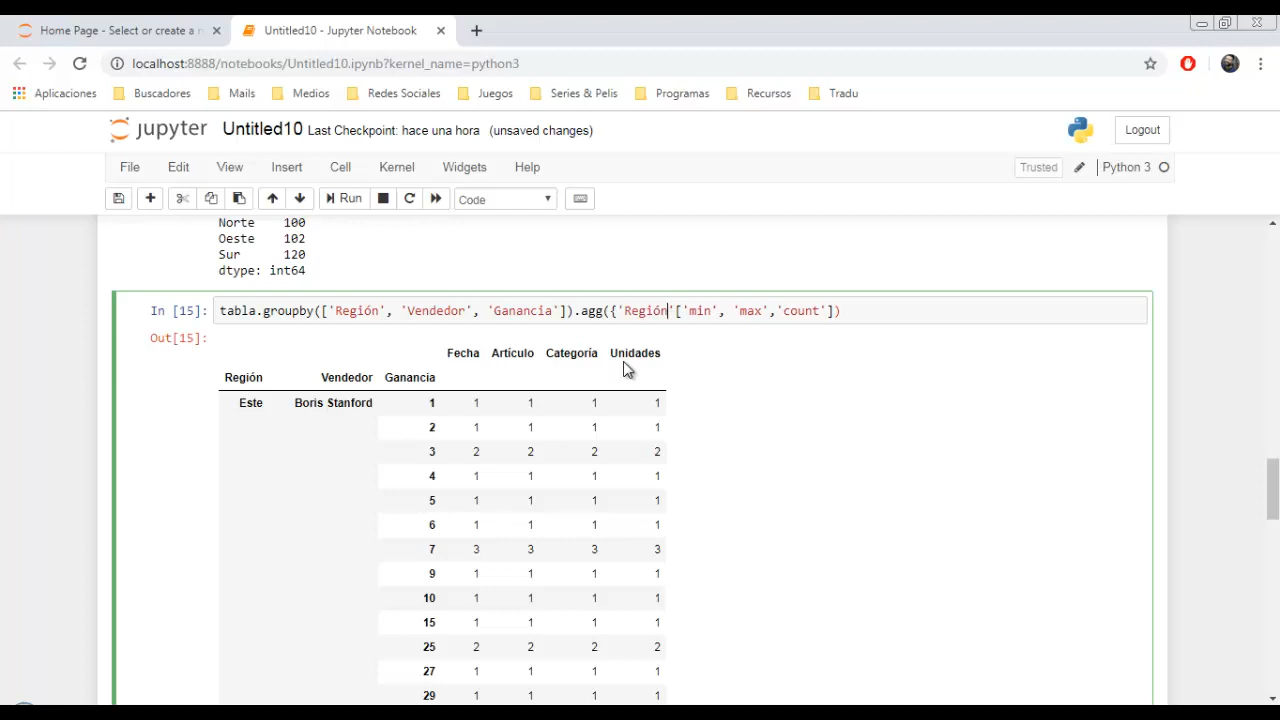 Home Page - Select or create a n
Untitled10 - Jupyter Notebook
localhost:8888/notebooks/Untitled10.ipynb?kernel_name=python3
Aplicaciones Buscadores Mails Medios Redes Sociales Juegos Series & Pelis Programas Recursos Tradu
jupyter Untitled10 Last Checkpoint: hace una hora (unsaved changes) Logout
File Edit View Insert Cell Kernel Widgets Help Trusted Python 3
Run Code
Norte 100
Oeste 102
Sur 120
dtype: int64
In [15]: tabla.groupby(['Región', 'Vendedor', 'Ganancia']).agg({'Región'['min', 'max','count'])
Out[15]:
Fecha Artículo Categoría Unidades
Región Vendedor Ganancia
Este Boris Stanford 1 1 1 1 1
2 1 1 1 1
3 2 2 2 2
4 1 1 1 1
5 1 1 1 1
6 1 1 1 1
7 3 3 3 3
9 1 1 1 1
10 1 1 1 1
15 1 1 1 1
25 2 2 2 2
27 1 1 1 1
29 1 1 1 1